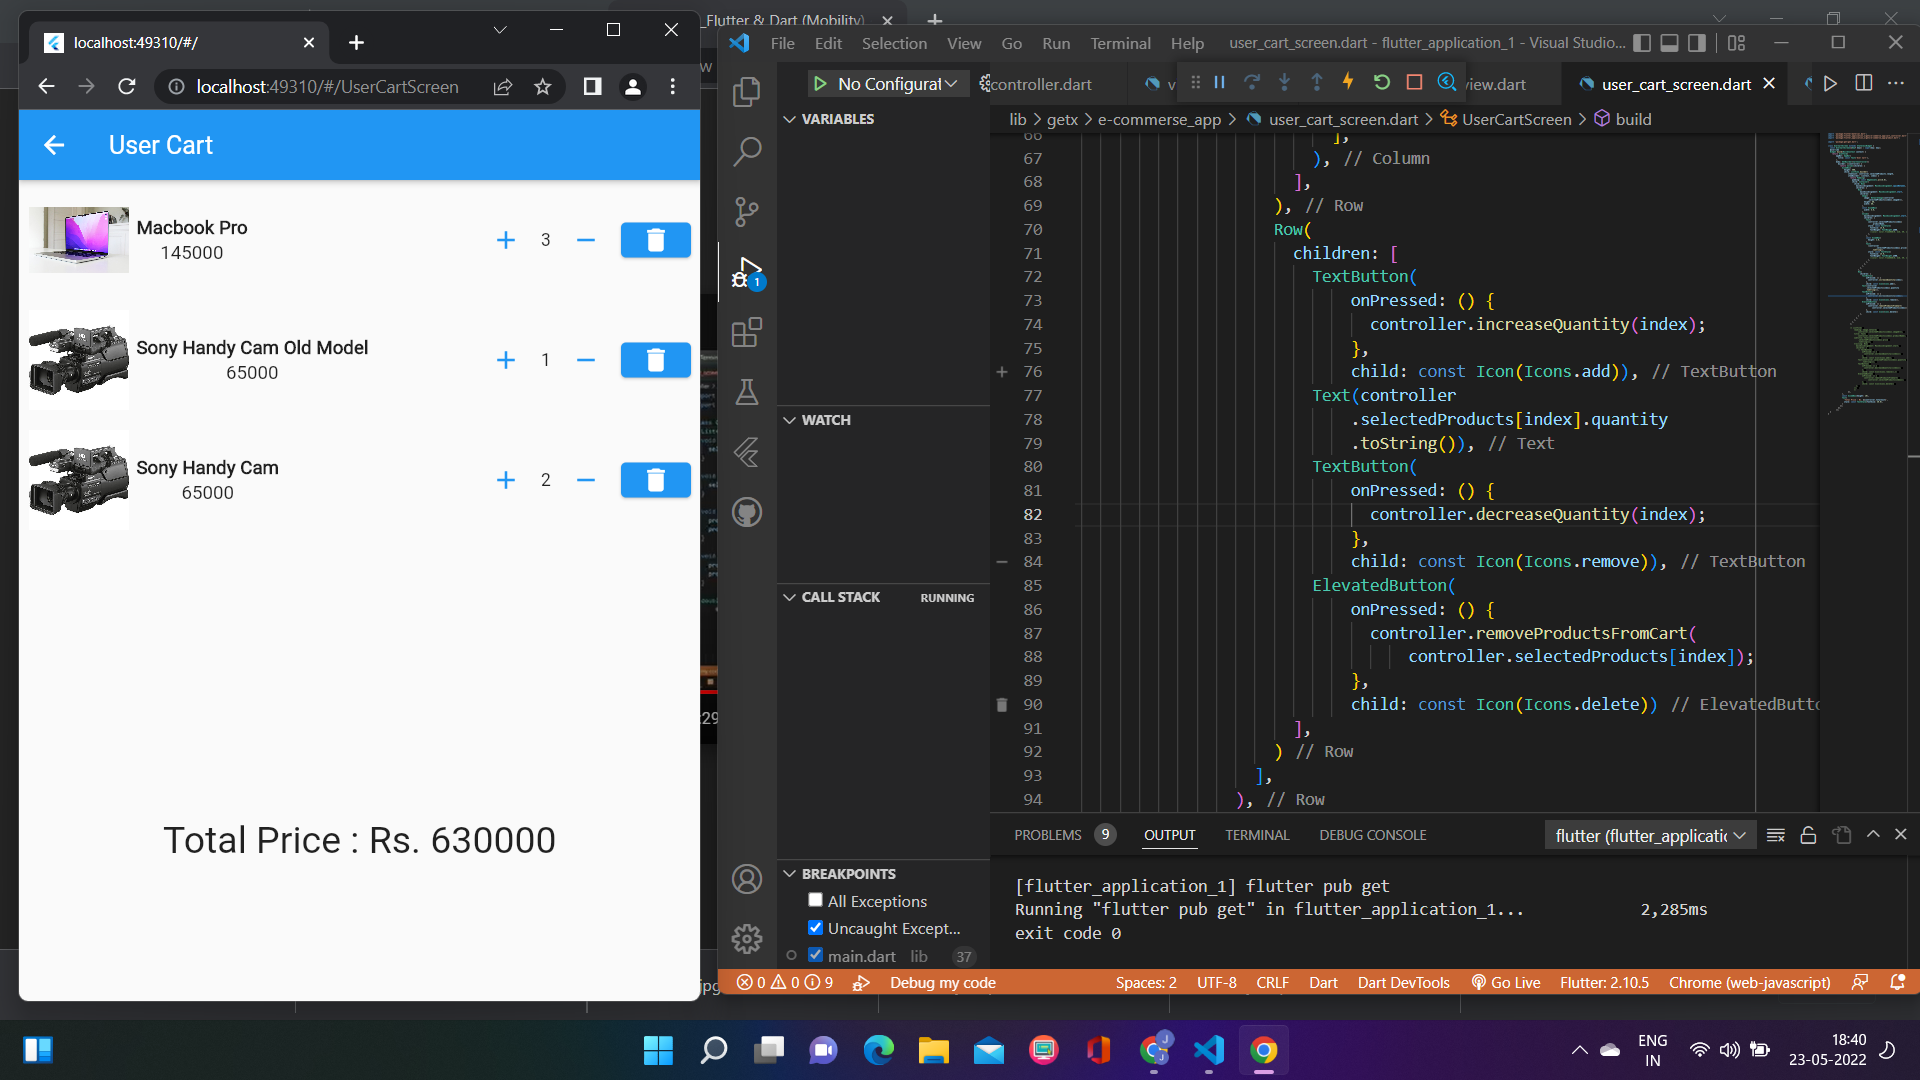 _Flutter & Dart (Mobility)
localhost:49310/#/
localhost:49310/#/UserCartScreen
User Cart
Macbook Pro
145000
3
Sony Handy Cam Old Model
65000
1
Sony Handy Cam
65000
2
Total Price : Rs. 630000
File Edit Selection View Go Run Terminal Help
user_cart_screen.dart - flutter_application_1 - Visual Studio...
No Configurat
controller.dart
view.dart
user_cart_screen.dart
lib > getx > e-commerse_app > user_cart_screen.dart > UserCartScreen > build
VARIABLES
WATCH
CALL STACK RUNNING
BREAKPOINTS
All Exceptions
Uncaught Except...
main.dart lib 37
66 ],
67 ), // Column
68 ],
69 ), // Row
70 Row(
71 children: [
72 TextButton(
73 onPressed: () {
74 controller.increaseQuantity(index);
75 },
76 child: const Icon(Icons.add)), // TextButton
77 Text(controller
78 .selectedProducts[index].quantity
79 .toString()), // Text
80 TextButton(
81 onPressed: () {
82 controller.decreaseQuantity(index);
83 },
84 child: const Icon(Icons.remove)), // TextButton
85 ElevatedButton(
86 onPressed: () {
87 controller.removeProductsFromCart(
88 controller.selectedProducts[index]);
89 },
90 child: const Icon(Icons.delete)) // ElevatedButto
91 ],
92 ) // Row
93 ],
94 ), // Row
PROBLEMS 9 OUTPUT TERMINAL DEBUG CONSOLE
flutter (flutter_applicatic
[flutter_application_1] flutter pub get
Running "flutter pub get" in flutter_application_1... 2,285ms
exit code 0
0 0 9 Debug my code Spaces: 2 UTF-8 CRLF Dart Dart DevTools Go Live Flutter: 2.10.5 Chrome (web-javascript)
ENG
IN
18:40
23-05-2022